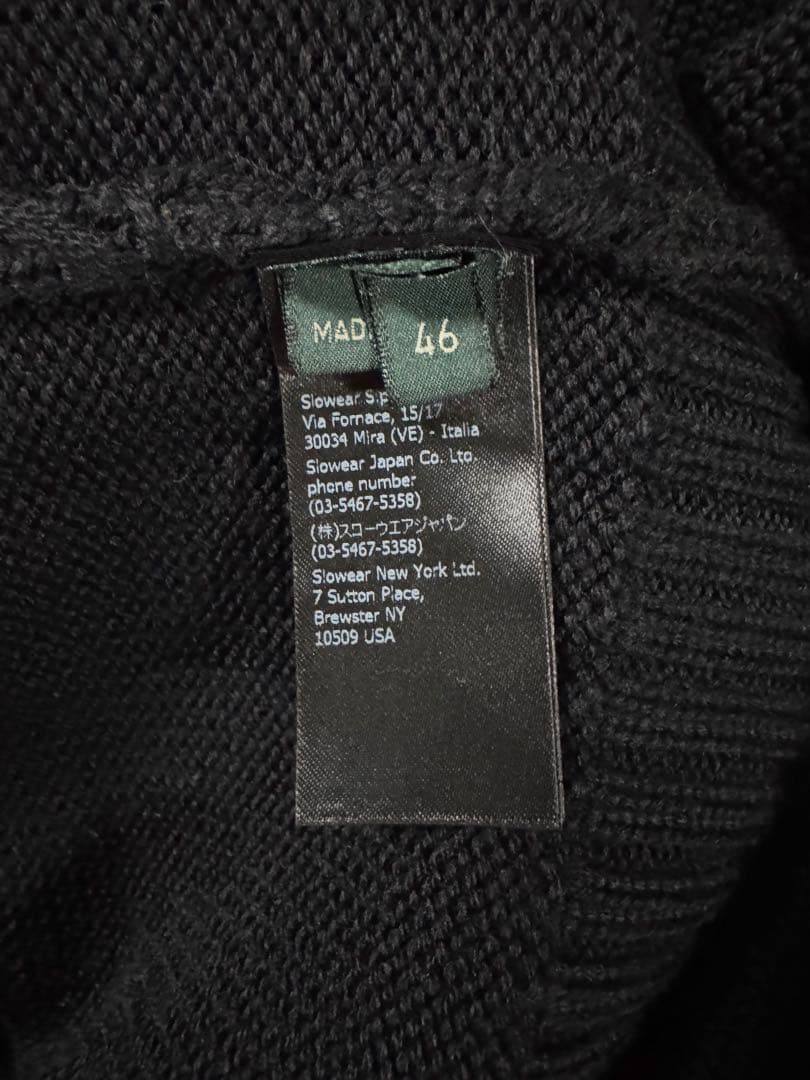 MAD
46
Slowear S.p
Via Fornace, 15/17
30034 Mira (VE) - Italia
Slowear Japan Co. Ltd.
phone number
(03-5467-5358)
(株)スローウエアジャパン
(03-5467-5358)
Slowear New York Ltd.
7 Sutton Place,
Brewster NY
10509 USA